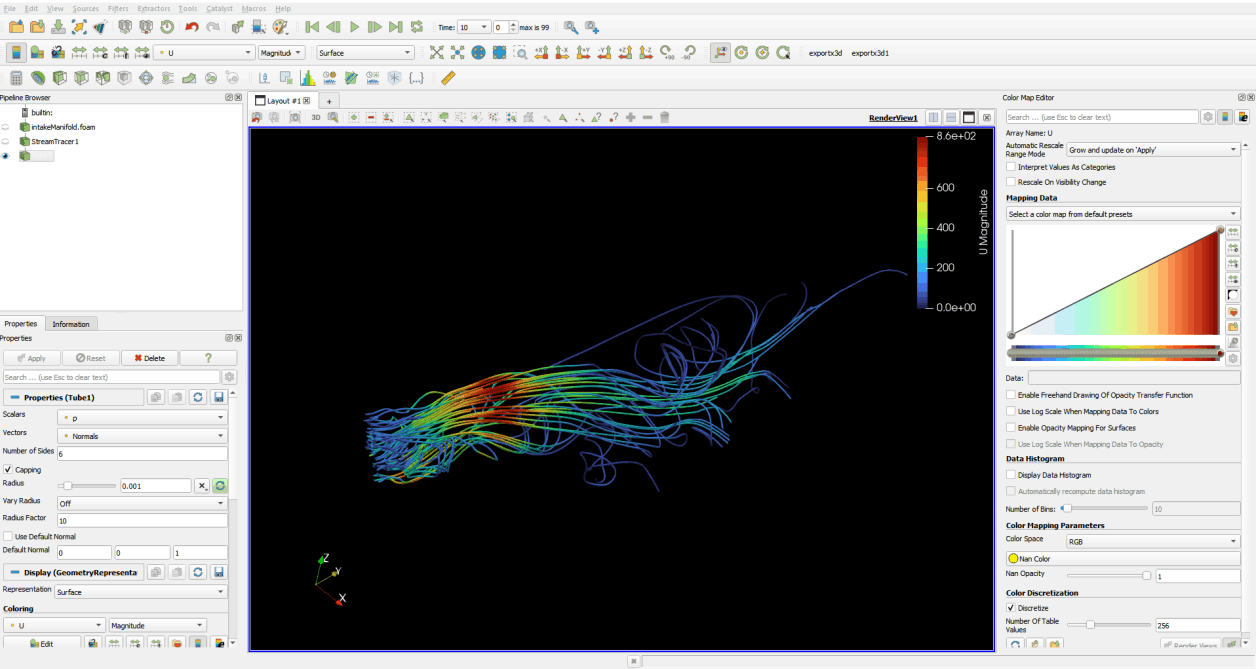 File Edit View Sources Filters Extractors Tools Catalyst Macros Help
Time: 10 0 max is 99
U Magnitude Surface exportx3d exportx3d1
Pipeline Browser
builtin:
intakeManifold.foam
StreamTracer1
Properties Information
Properties
Apply Reset Delete ?
Search ... (use Esc to clear text)
Properties (Tube1)
Scalars p
Vectors Normals
Number of Sides 6
Capping
Radius 0.001
Vary Radius Off
Radius Factor 10
Use Default Normal
Default Normal 0 0 1
Display (GeometryRepresenta
Representation Surface
Coloring
U Magnitude
Edit
Layout #1 +
3D
RenderView1
8.6e+02
600
400
200
0.0e+00
U Magnitude
Z
Y
X
Color Map Editor
Search ... (use Esc to clear text)
Array Name: U
Automatic Rescale
Range Mode
Grow and update on 'Apply'
Interpret Values As Categories
Rescale On Visibility Change
Mapping Data
Select a color map from default presets
Data:
Enable Freehand Drawing Of Opacity Transfer Function
Use Log Scale When Mapping Data To Colors
Enable Opacity Mapping For Surfaces
Use Log Scale When Mapping Data To Opacity
Data Histogram
Display Data Histogram
Automatically recompute data histogram
Number of Bins: 10
Color Mapping Parameters
Color Space RGB
Nan Color
Nan Opacity 1
Color Discretization
Discretize
Number Of Table
Values
256
Render Views